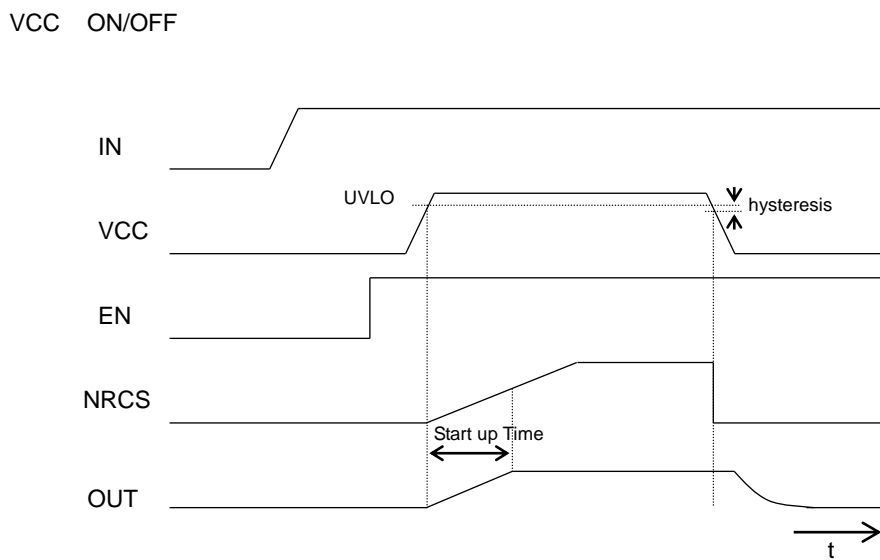 VCC ON/OFF
IN
UVLO
hysteresis
VCC
EN
NRCS
Start up Time
OUT
t